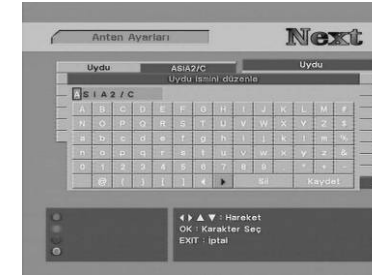 Anten Ayarları
Next
Uydu
ASIA2/C
Uydu
Uydu ismini düzenle
ASiA2/C
A B C D E F G H I J K L M #
N O P Q R S T U V W X Y Z $
a b c d e f g h i j k l m %
n o p q r s t u v w x y z &
0 1 2 3 4 5 6 7 8 9 * + -
@ ( ) [ ] ◄ ► Sil Kaydet
◄ ► ▲ ▼ : Hareket
OK : Karakter Seç
EXIT : İptal